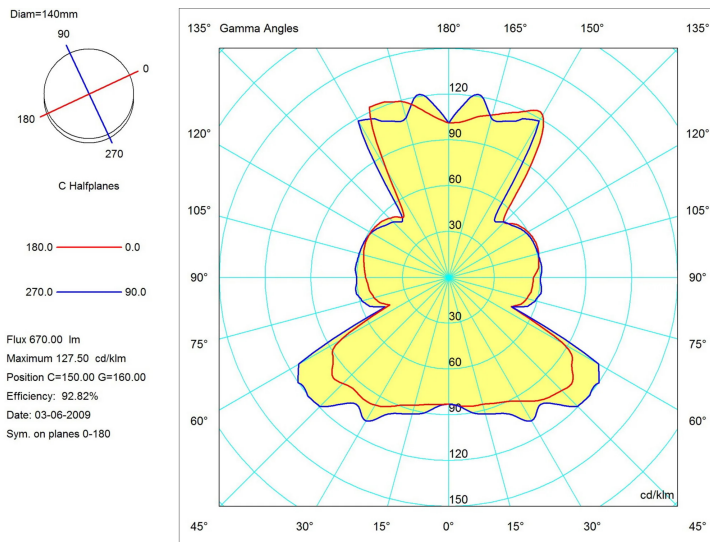 Diam=140mm
90
0
180
270
C Halfplanes
180.0 0.0
270.0 90.0
Flux 670.00 lm
Maximum 127.50 cd/klm
Position C=150.00 G=160.00
Efficiency: 92.82%
Date: 03-06-2009
Sym. on planes 0-180
135° Gamma Angles 180° 165° 150° 135°
120
120° 120°
90
60
105° 105°
30
90° 90°
30
75° 75°
60
60° 60°
90
120
150
cd/klm
45° 30° 15° 0° 15° 30° 45°